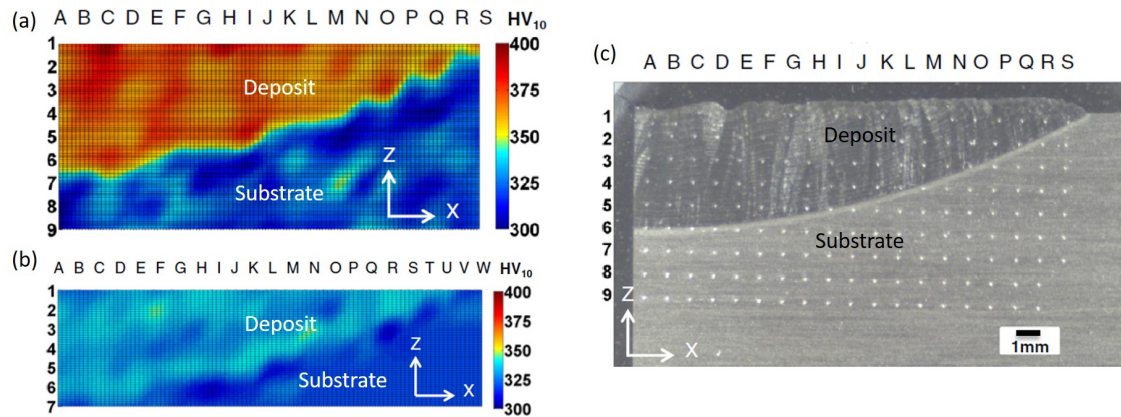 (a)
A B C D E F G H I J K L M N O P Q R S HV10
1
2
3
4
5
6
7
8
9
Deposit
Substrate
Z
X
400
375
350
325
300
(b)
A B C D E F G H I J K L M N O P Q R S T U V W HV10
1
2
3
4
5
6
7
Deposit
Substrate
Z
X
400
375
350
325
300
(c)
A B C D E F G H I J K L M N O P Q R S
1
2
3
4
5
6
7
8
9
Deposit
Substrate
Z
X
1mm